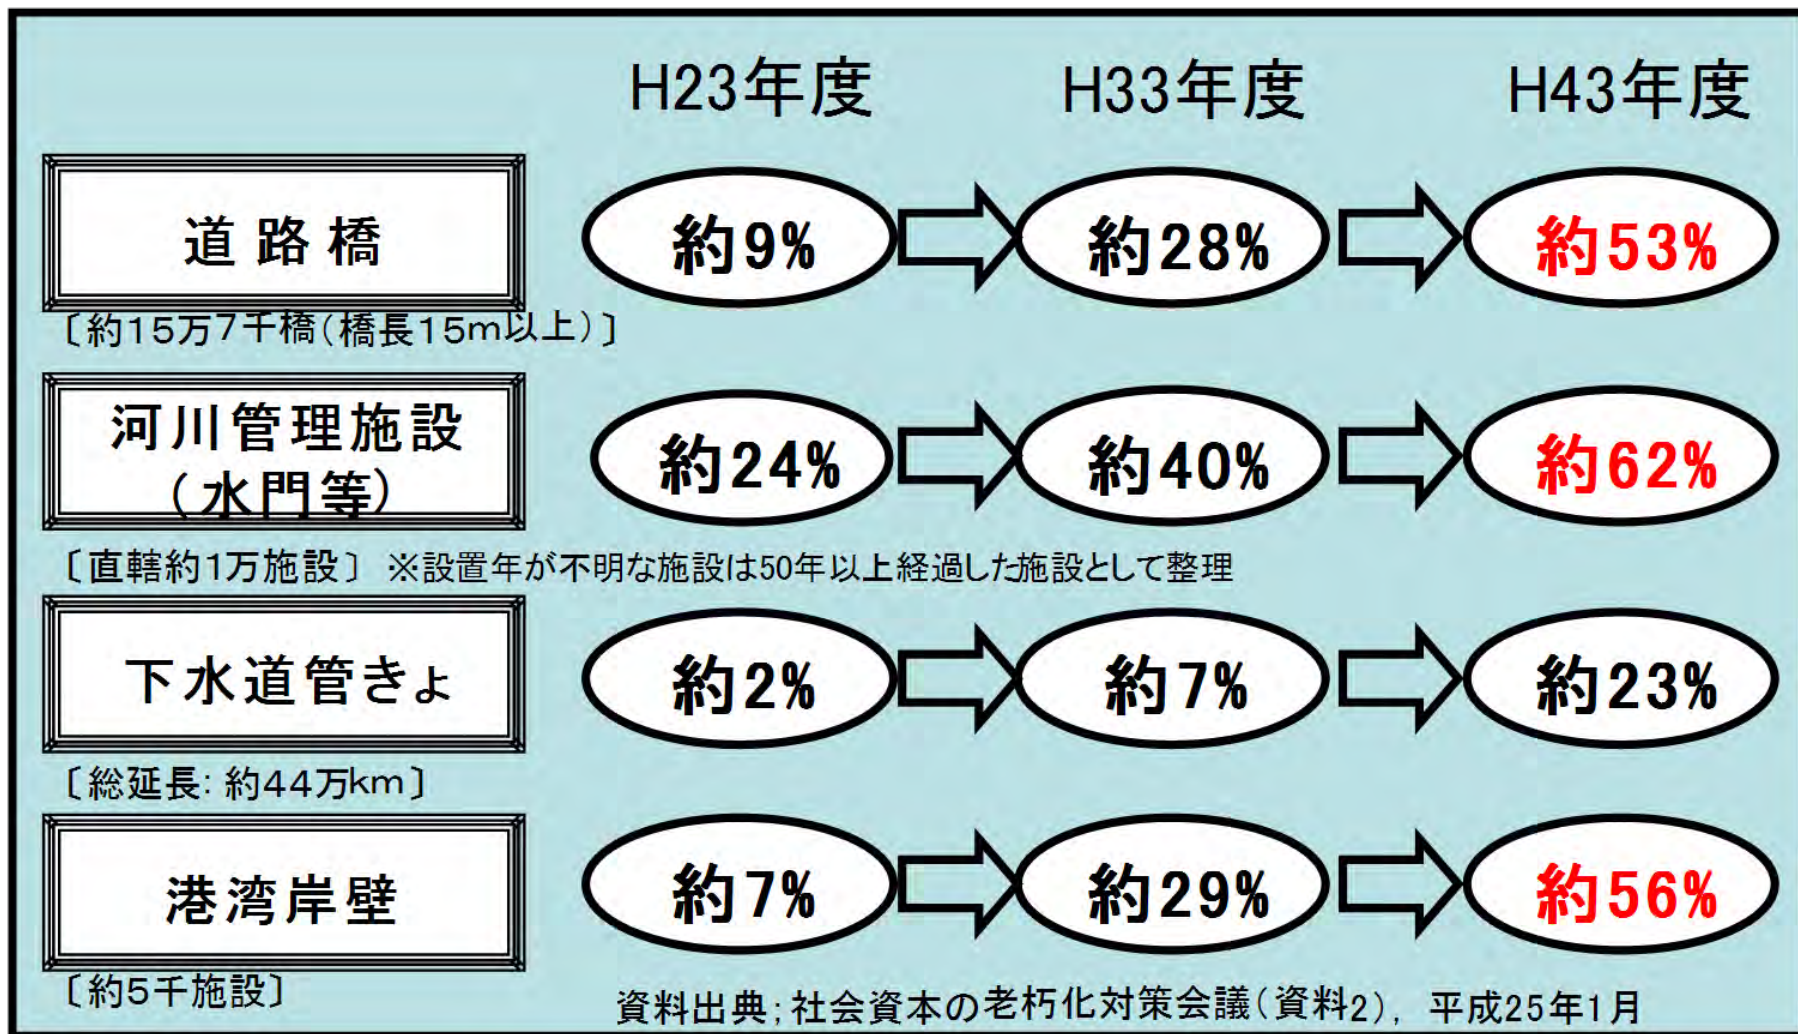 H23年度 H33年度 H43年度
道路橋 約9% 約28% 約53%
〔約15万7千橋(橋長15m以上)〕
河川管理施設
(水門等) 約24% 約40% 約62%
〔直轄約1万施設〕 ※設置年が不明な施設は50年以上経過した施設として整理
下水道管きょ 約2% 約7% 約23%
〔総延長:約44万km〕
港湾岸壁 約7% 約29% 約56%
〔約5千施設〕
資料出典;社会資本の老朽化対策会議(資料2), 平成25年1月